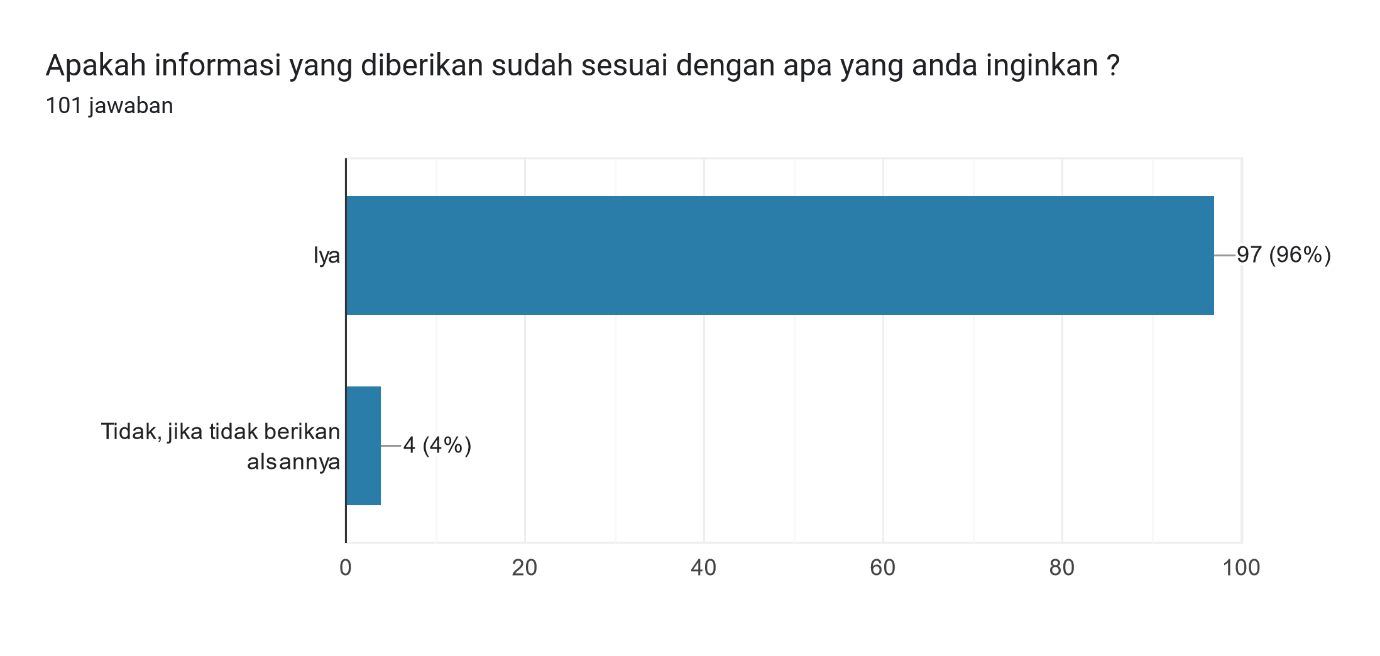 Apakah informasi yang diberikan sudah sesuai dengan apa yang anda inginkan ?
101 jawaban
Iya
97 (96%)
Tidak, jika tidak berikan
alsannya
4 (4%)
0 20 40 60 80 100